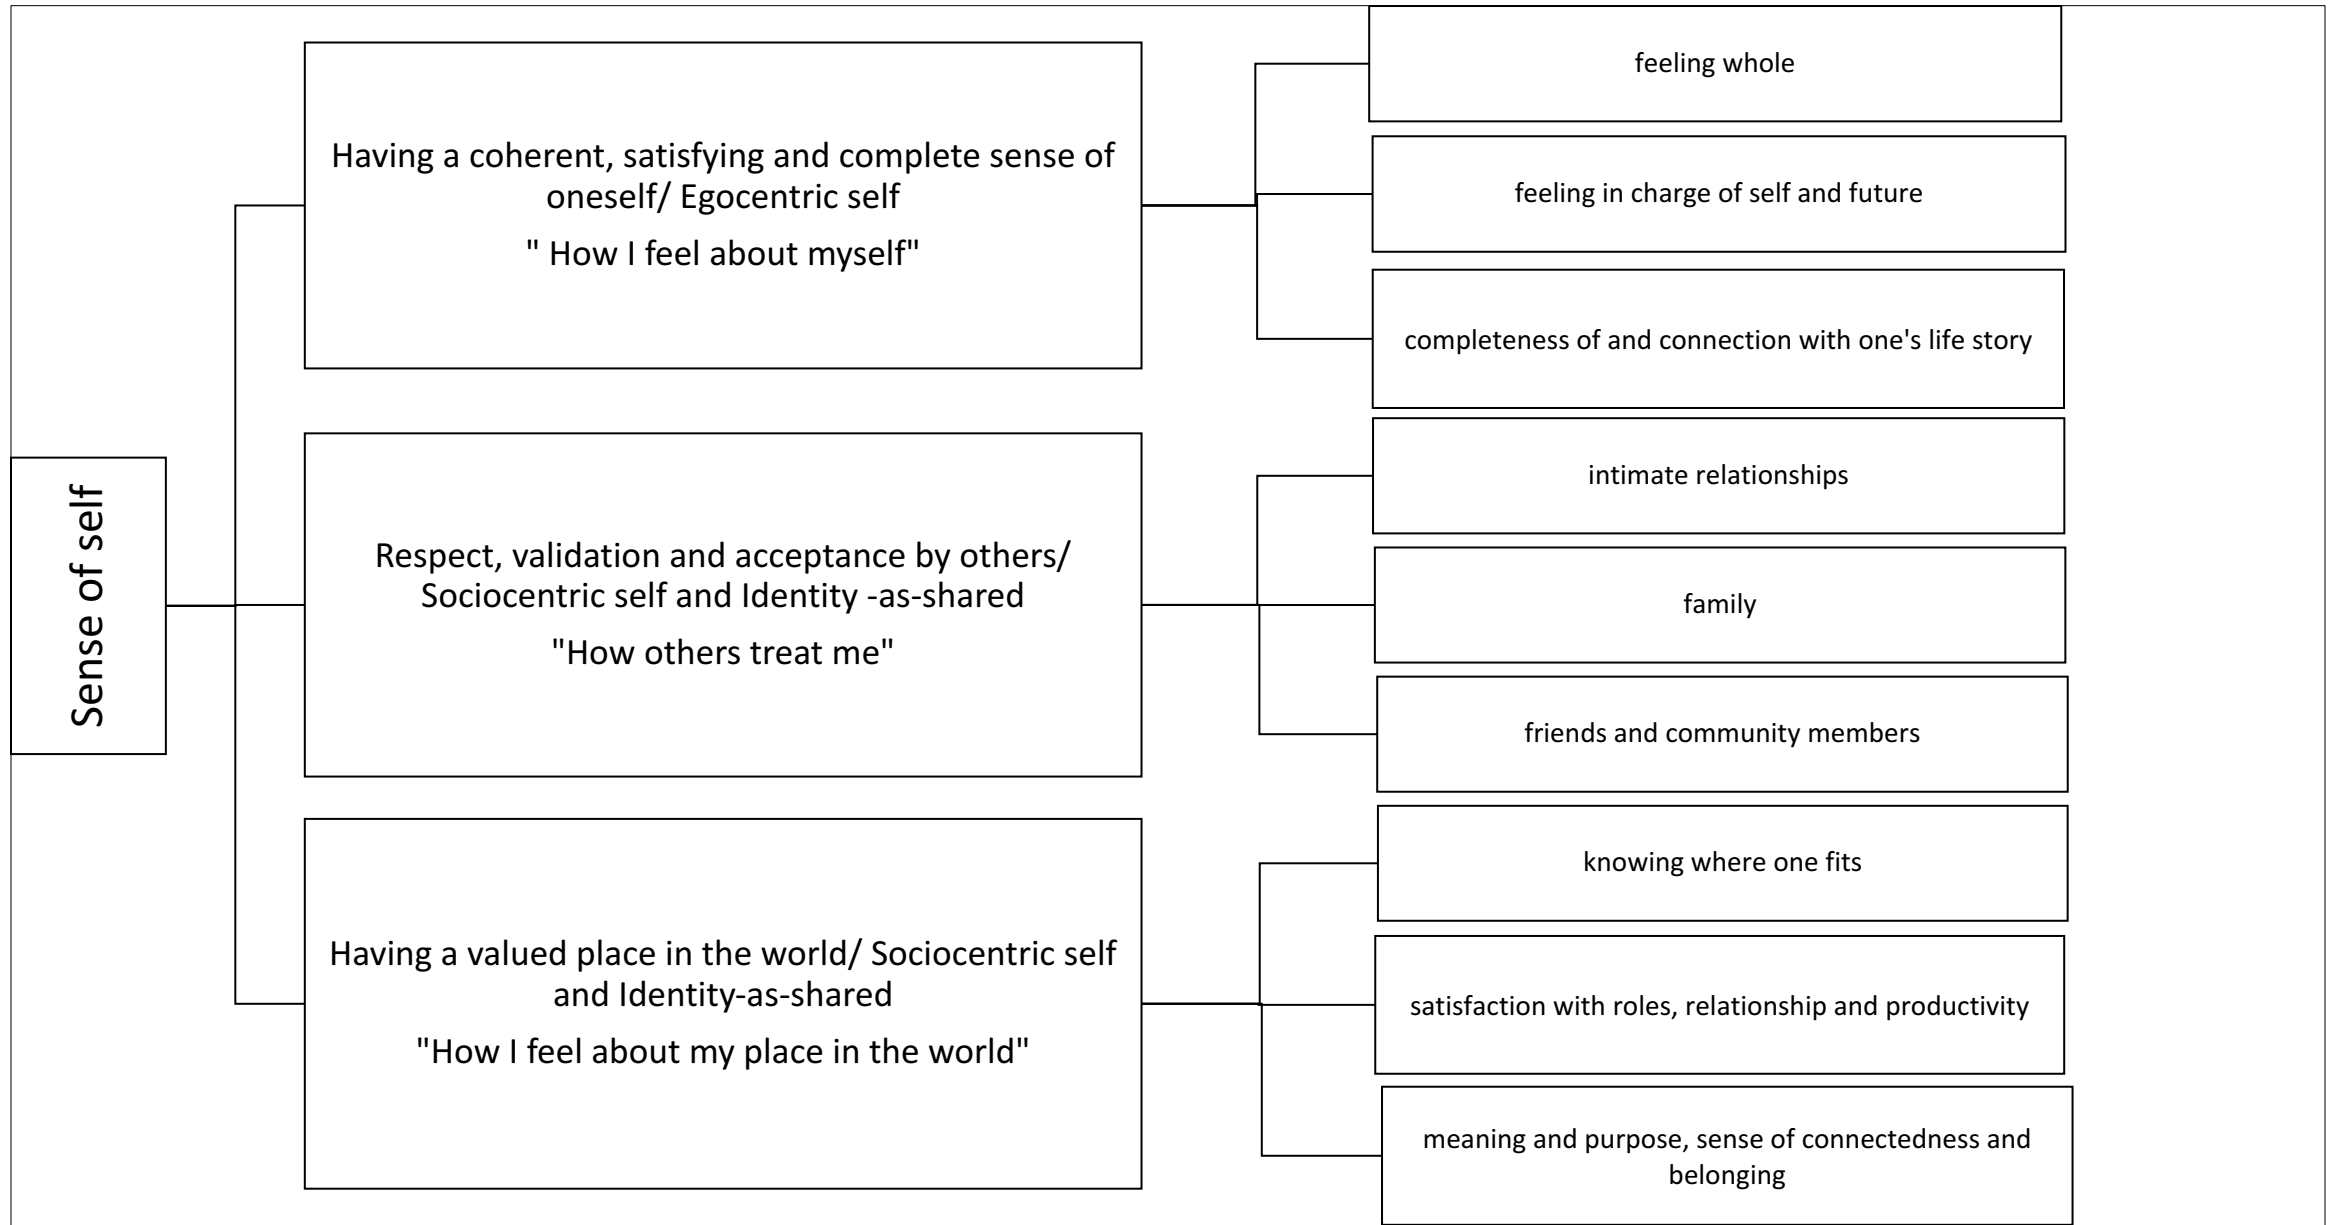 Sense of self
Having a coherent, satisfying and complete sense of
oneself/ Egocentric self
" How I feel about myself"
feeling whole
feeling in charge of self and future
completeness of and connection with one's life story
Respect, validation and acceptance by others/
Sociocentric self and Identity -as-shared
"How others treat me"
intimate relationships
family
friends and community members
Having a valued place in the world/ Sociocentric self
and Identity-as-shared
"How I feel about my place in the world"
knowing where one fits
satisfaction with roles, relationship and productivity
meaning and purpose, sense of connectedness and
belonging